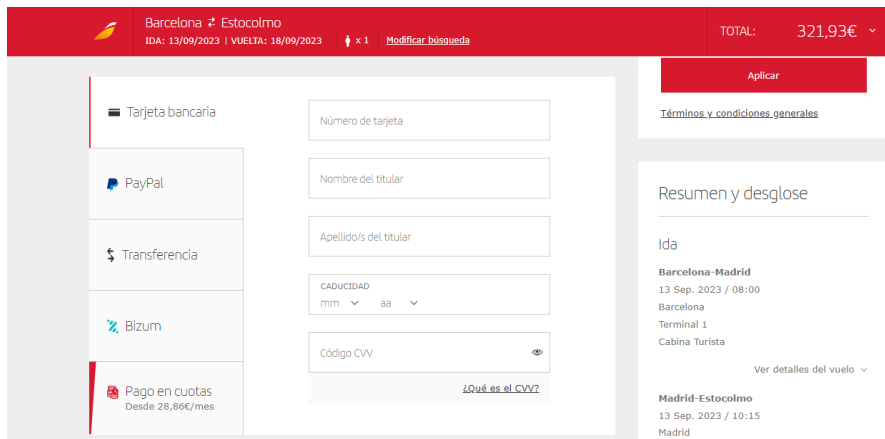 Barcelona ⇄ Estocolmo
IDA: 13/09/2023 | VUELTA: 18/09/2023
x 1
Modificar búsqueda
TOTAL: 321,93€
Tarjeta bancaria
PayPal
Transferencia
Bizum
Pago en cuotas
Desde 28,86€/mes
Número de tarjeta
Nombre del titular
Apellido/s del titular
CADUCIDAD
mm aa
Código CVV
¿Qué es el CVV?
Aplicar
Términos y condiciones generales
Resumen y desglose
Ida
Barcelona-Madrid
13 Sep. 2023 / 08:00
Barcelona
Terminal 1
Cabina Turista
Ver detalles del vuelo
Madrid-Estocolmo
13 Sep. 2023 / 10:15
Madrid